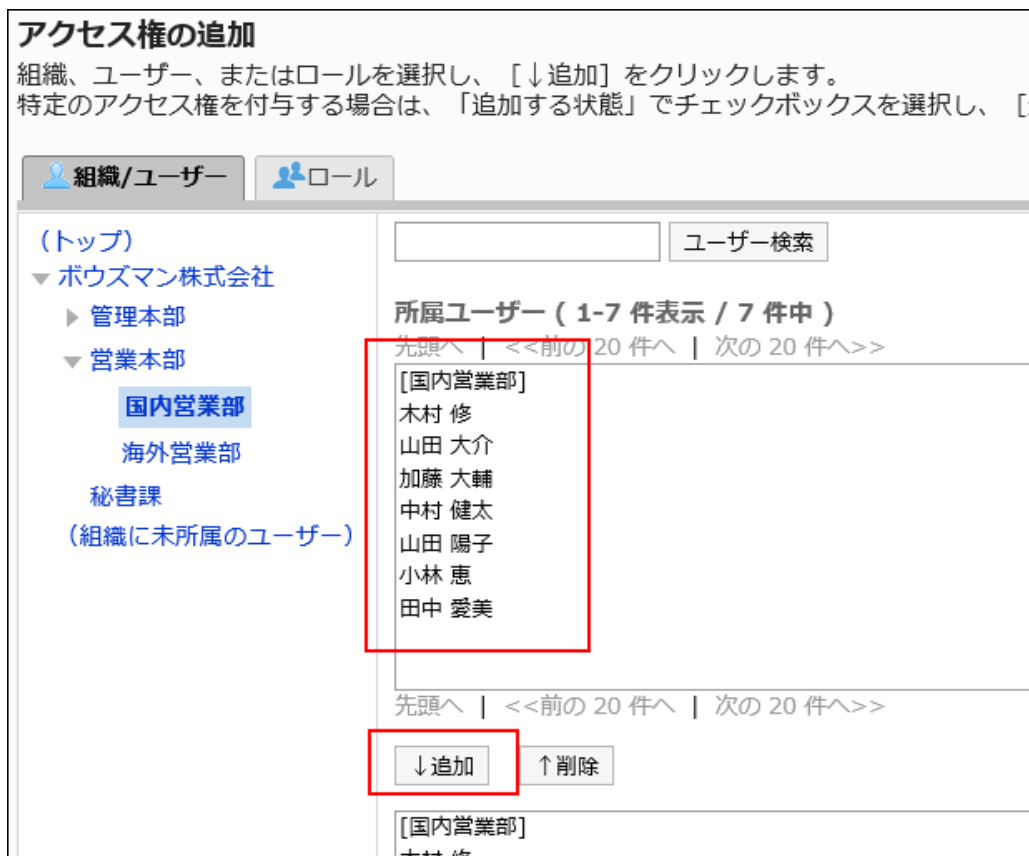 アクセス権の追加
組織、ユーザー、またはロールを選択し、［↓追加］をクリックします。
特定のアクセス権を付与する場合は、「追加する状態」でチェックボックスを選択し、［
組織/ユーザー ロール
（トップ）
ボウズマン株式会社
管理本部
営業本部
国内営業部
海外営業部
秘書課
（組織に未所属のユーザー）
ユーザー検索
所属ユーザー ( 1-7 件表示 / 7 件中 )
先頭へ | <<前の 20 件へ | 次の 20 件へ>>
[国内営業部]
木村 修
山田 大介
加藤 大輔
中村 健太
山田 陽子
小林 恵
田中 愛美
先頭へ | <<前の 20 件へ | 次の 20 件へ>>
↓追加 ↑削除
[国内営業部]
木村 修